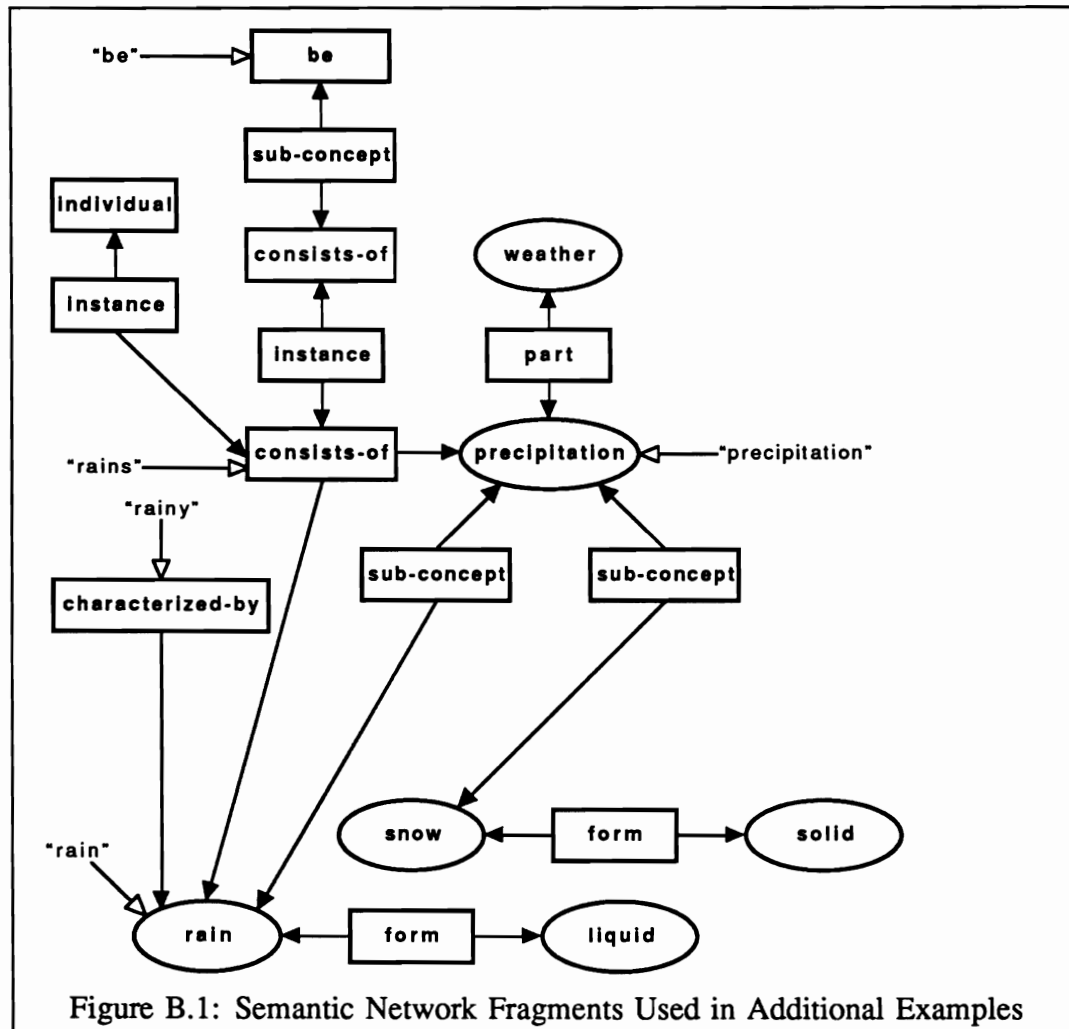 "be"
be
sub-concept
individual
consists-of
weather
instance
instance
part
"rains"
consists-of
precipitation
"precipitation"
"rainy"
sub-concept
sub-concept
characterized-by
snow
form
solid
"rain"
rain
form
liquid
Figure B.1: Semantic Network Fragments Used in Additional Examples